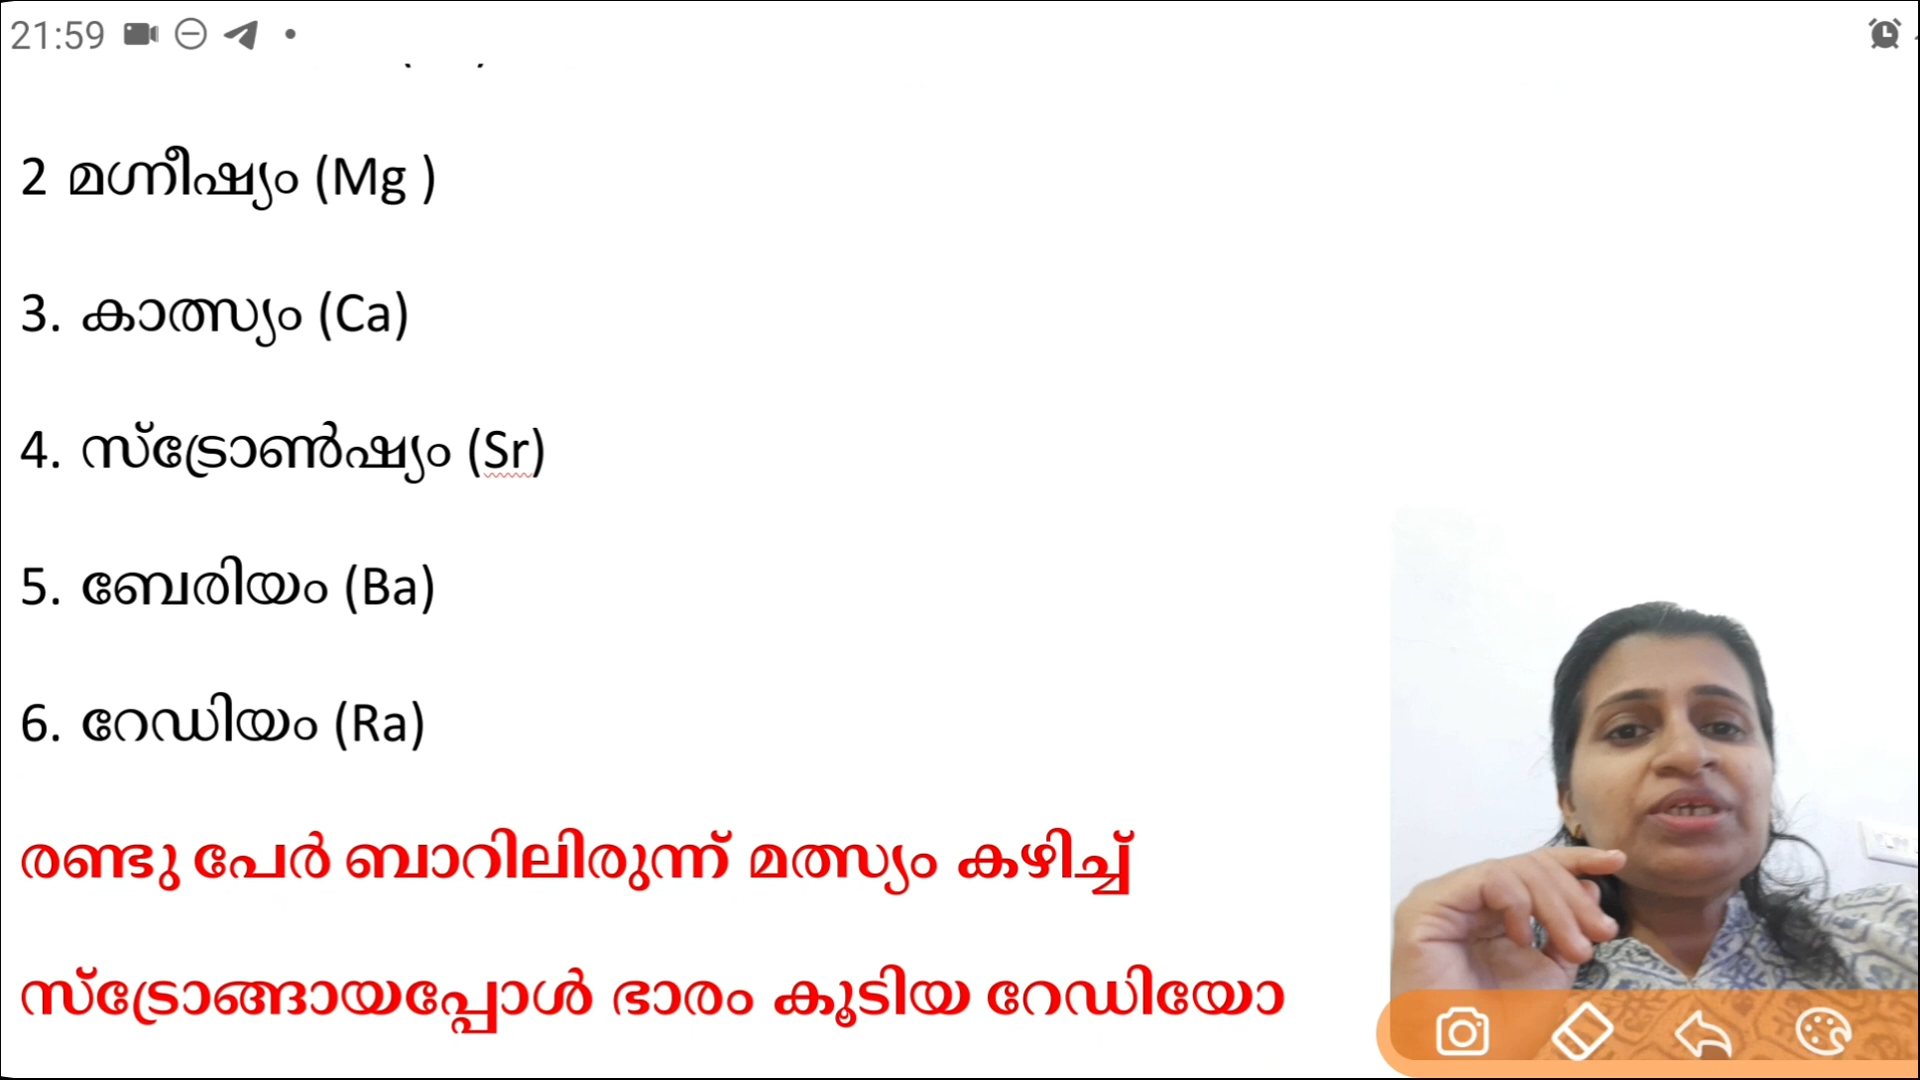 21:59
2 മഗ്നീഷ്യം (Mg )
3. കാത്സ്യം (Ca)
4. സ്ട്രോൺഷ്യം (Sr)
5. ബേരിയം (Ba)
6. റേഡിയം (Ra)
രണ്ടു പേർ ബാറിലിരുന്ന് മത്സ്യം കഴിച്ച്
സ്ട്രോങ്ങായപ്പോൾ ഭാരം കൂടിയ റേഡിയോ